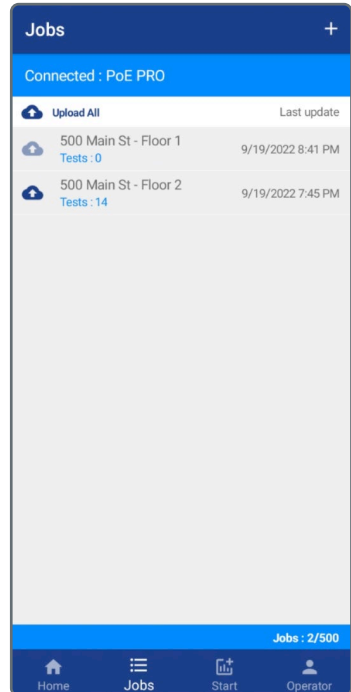 Jobs +
Connected : PoE PRO
Upload All Last update
500 Main St - Floor 1
Tests : 0 9/19/2022 8:41 PM
500 Main St - Floor 2
Tests : 14 9/19/2022 7:45 PM
Jobs : 2/500
Home Jobs Start Operator